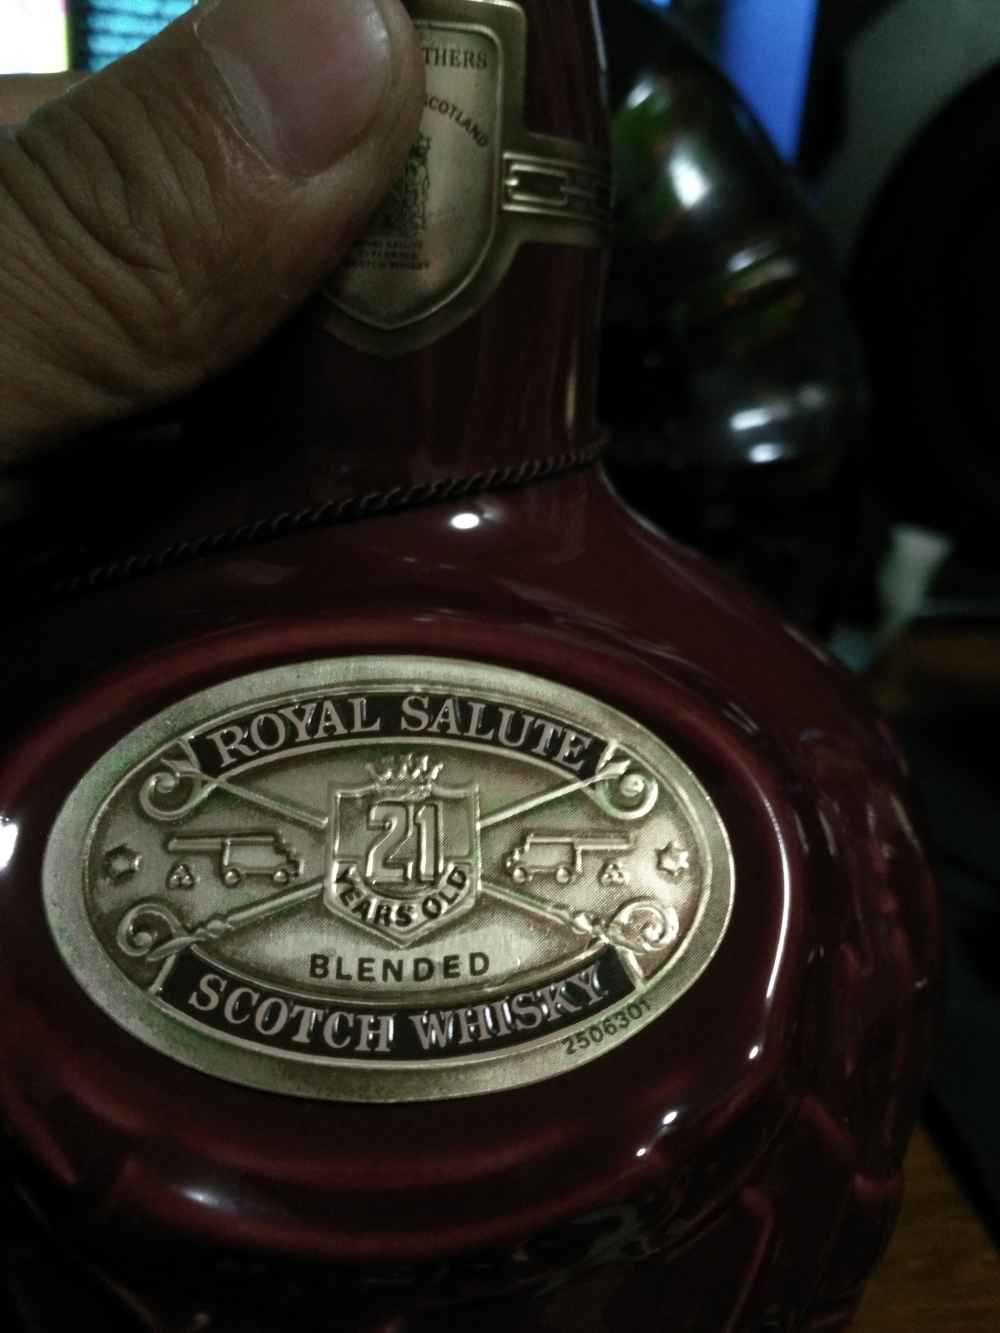 THERS
SCOTLAND
ROYAL SALUTE
21
YEARS OLD
BLENDED
SCOTCH WHISKY
2506301